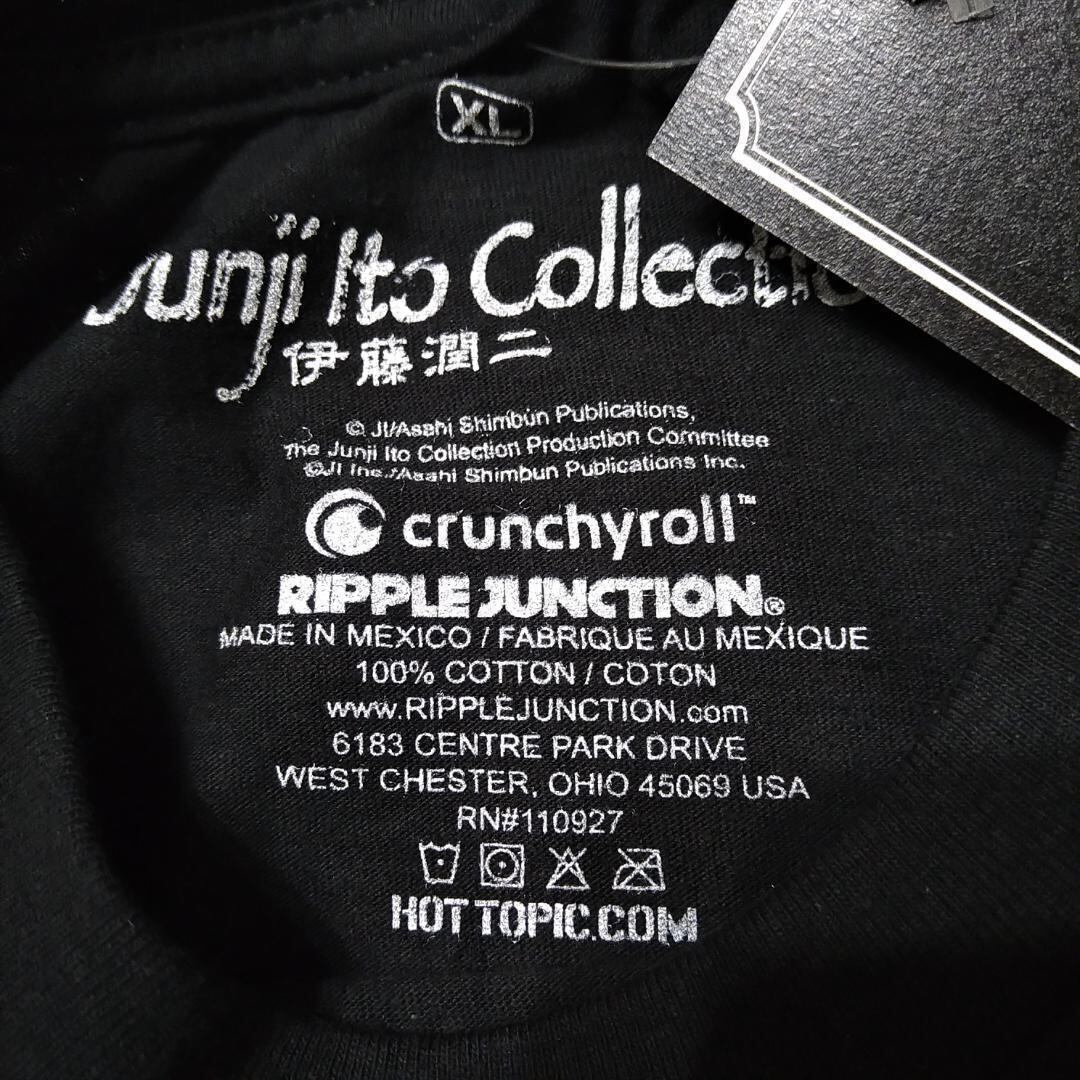 XL
Junji Ito Collectio
伊藤潤二
© JI/Asahi Shimbun Publications,
The Junji Ito Collection Production Committee
©JI Inc./Asahi Shimbun Publications Inc.
crunchyroll™
RIPPLE JUNCTION®
MADE IN MEXICO / FABRIQUE AU MEXIQUE
100% COTTON / COTON
www.RIPPLEJUNCTION.com
6183 CENTRE PARK DRIVE
WEST CHESTER, OHIO 45069 USA
RN#110927
HOT TOPIC.COM